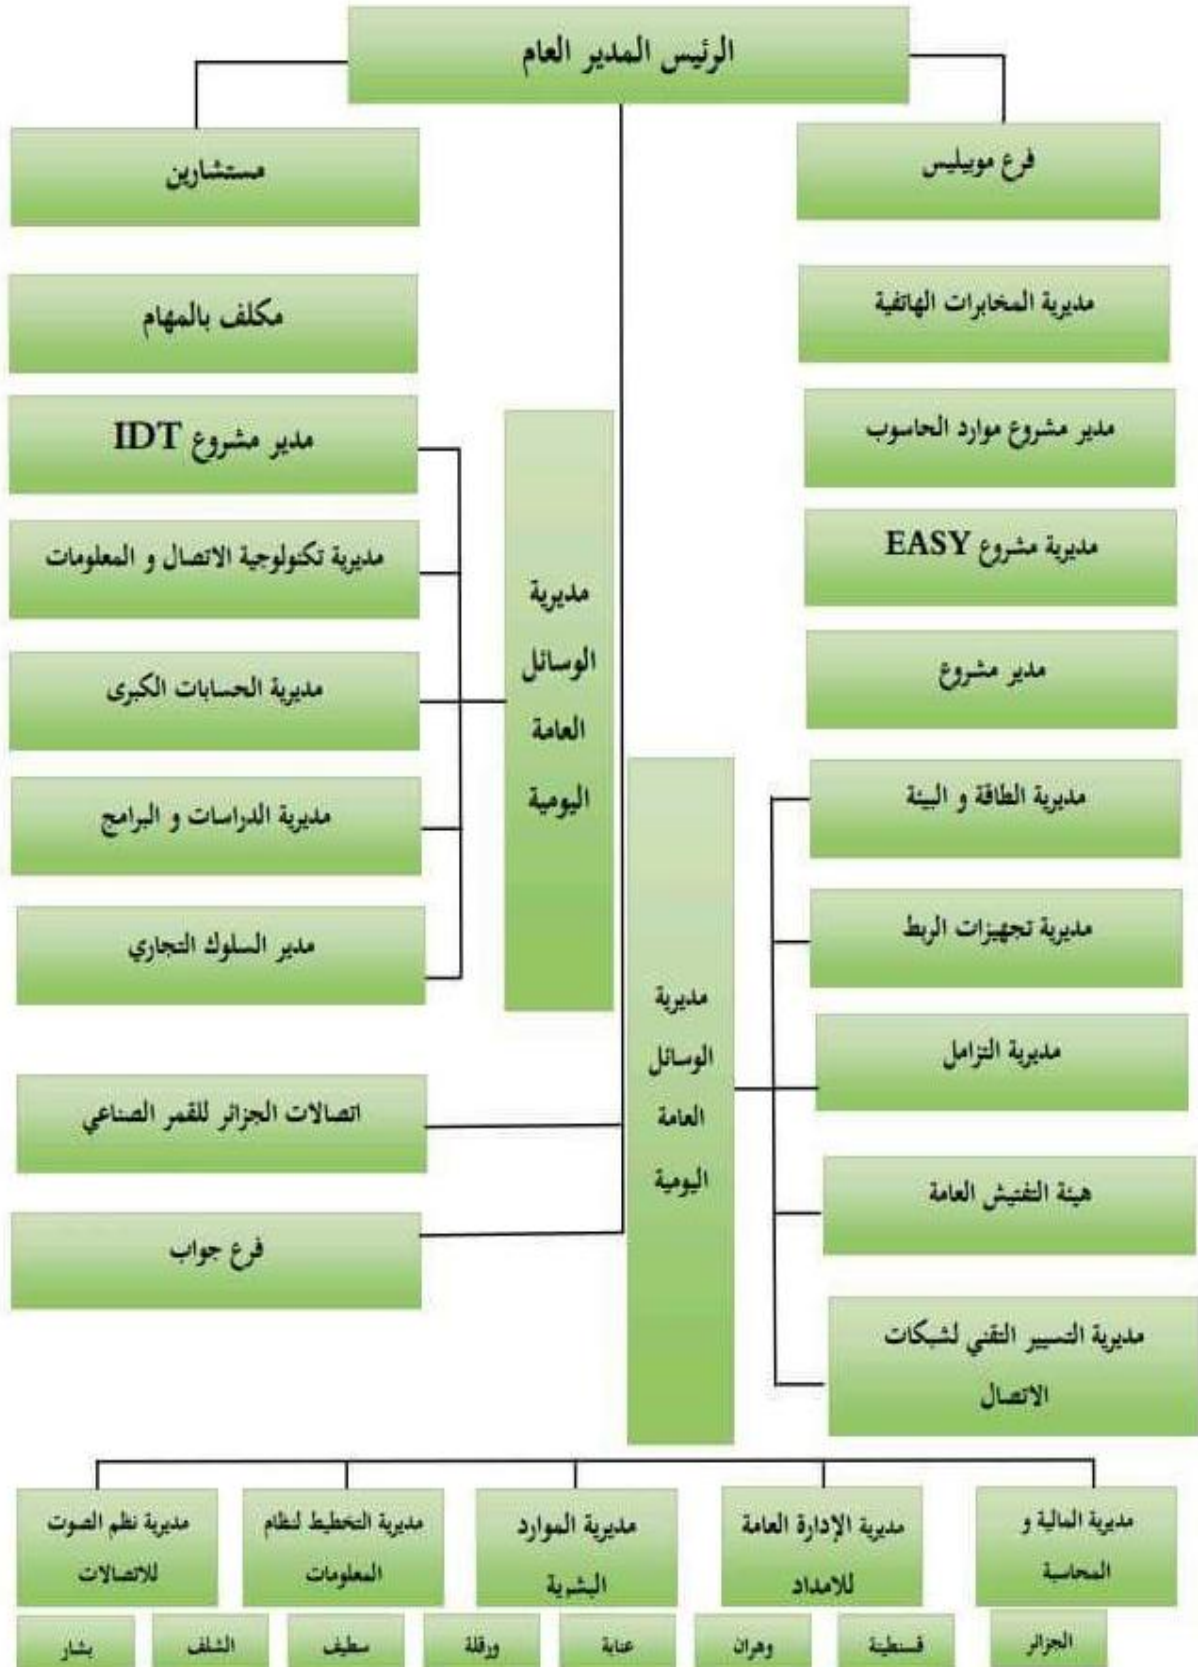 الرئيس المدير العام
فرع موبيليس
مستشارين
مديرية المخابرات الهاتفية
مكلف بالمهام
مدير مشروع موارد الحاسوب
مدير مشروع IDT
مديرية مشروع EASY
مديرية تكنولوجية الاتصال و المعلومات
مدير مشروع
مديرية الحسابات الكبرى
مديرية
الوسائل
العامة
اليومية
مديرية الطاقة و البيئة
مديرية الدراسات و البرامج
مديرية تجهيزات الربط
مدير السلوك التجاري
مديرية
الوسائل
العامة
اليومية
مديرية التزامل
اتصالات الجزائر للقمر الصناعي
هيئة التفتيش العامة
فرع جواب
مديرية التسيير التقني لشبكات
الاتصال
مديرية المالية و
المحاسبة
مديرية الإدارة العامة
للامداد
مديرية الموارد
البشرية
مديرية التخطيط لنظام
المعلومات
مديرية نظم الصوت
للاتصالات
الجزائر
قسنطينة
وهران
عنابة
ورقلة
سطيف
الشلف
بشار